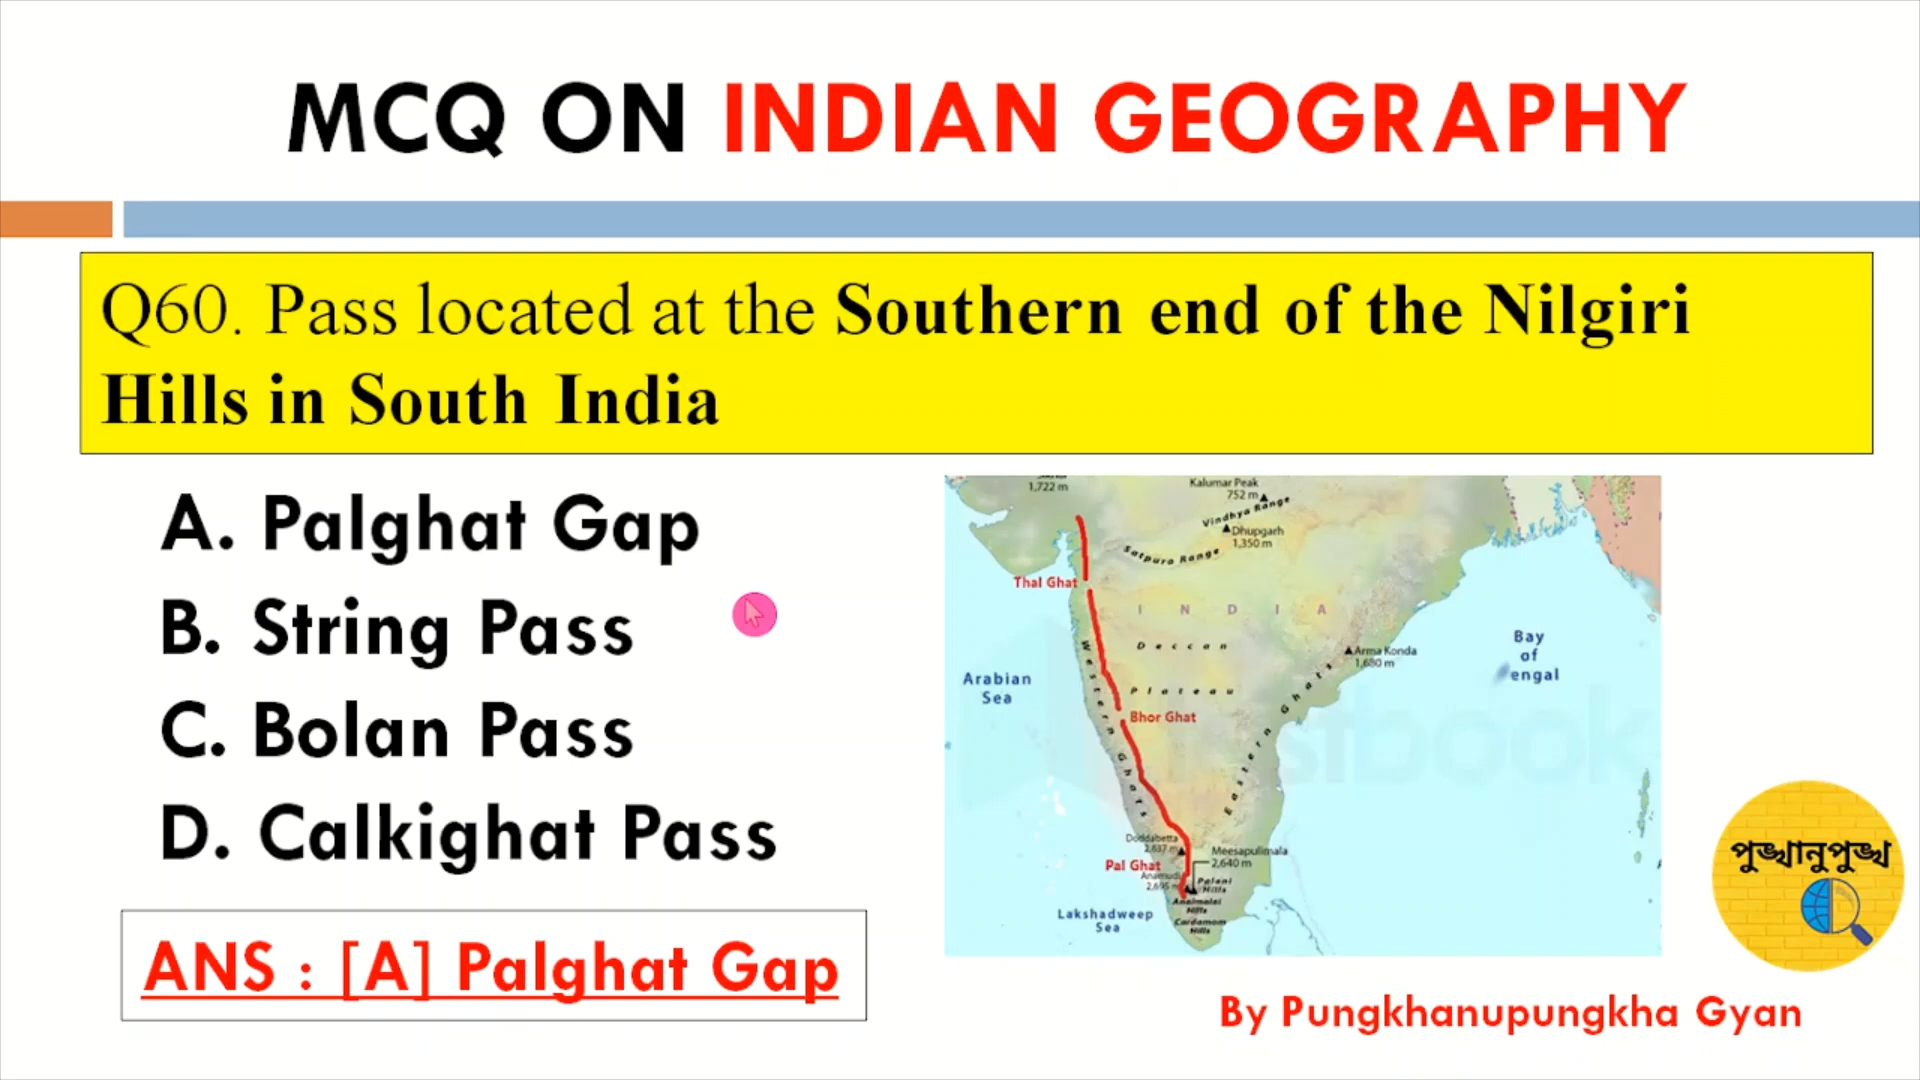 MCQ ON INDIAN GEOGRAPHY
Q60. Pass located at the Southern end of the Nilgiri
Hills in South India
A. Palghat Gap
B. String Pass
C. Bolan Pass
D. Calkighat Pass
ANS : [A] Palghat Gap
1,722 m
Kalumar Peak
752 m
Vindhya Range
Dhupgarh
1,350 m
Satpura Range
Thal Ghat
I N D I A
Deccan
Plateau
Western Ghats
Arma Konda
1,680 m
Bay
of
engal
Arabian
Sea
Bhor Ghat
Eastern Ghats
Doddabetta
2,637 m
Meesapulimala
2,640 m
Pal Ghat
Anamudi
2,695 m
Palani
Hills
Anaimalai
Hills
Cardamom
Hills
Lakshadweep
Sea
পুঙ্খানুপুঙ্খ
By Pungkhanupungkha Gyan